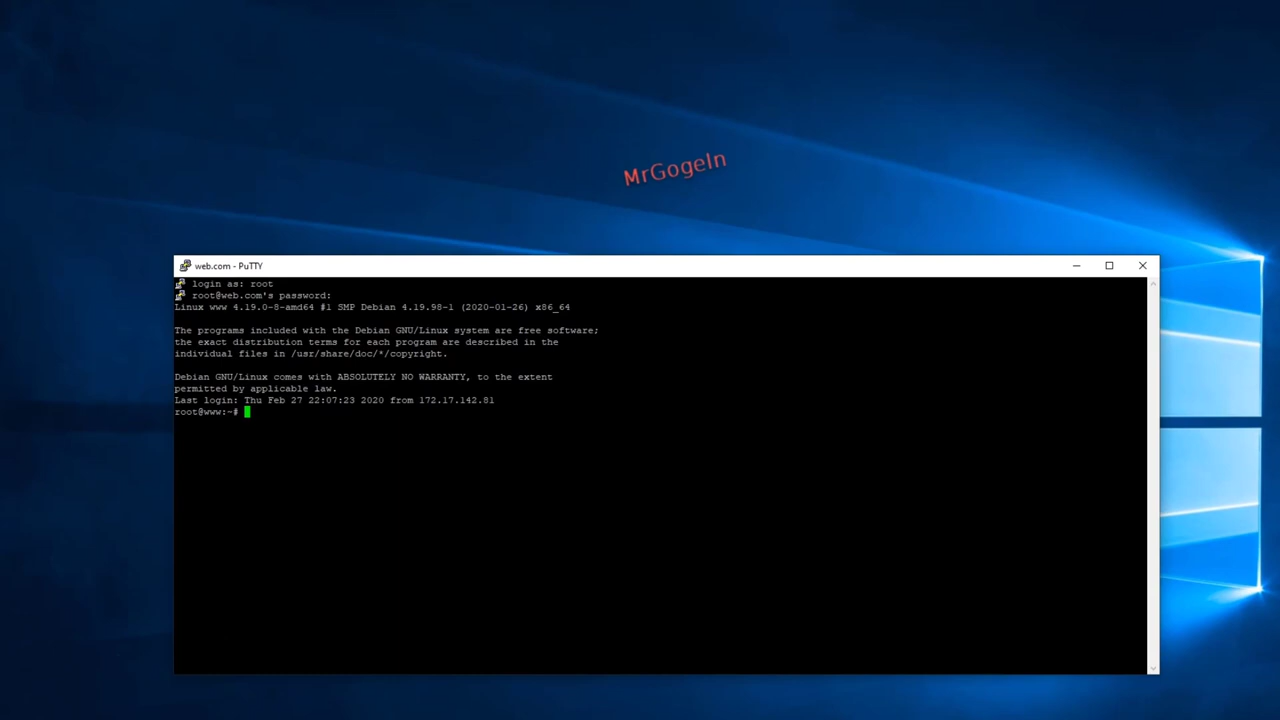 MrGogeln
web.com - PuTTY
login as: root
root@web.com's password:
Linux www 4.19.0-8-amd64 #1 SMP Debian 4.19.98-1 (2020-01-26) x86_64
The programs included with the Debian GNU/Linux system are free software;
the exact distribution terms for each program are described in the
individual files in /usr/share/doc/*/copyright.
Debian GNU/Linux comes with ABSOLUTELY NO WARRANTY, to the extent
permitted by applicable law.
Last login: Thu Feb 27 22:07:23 2020 from 172.17.142.81
root@www:~#